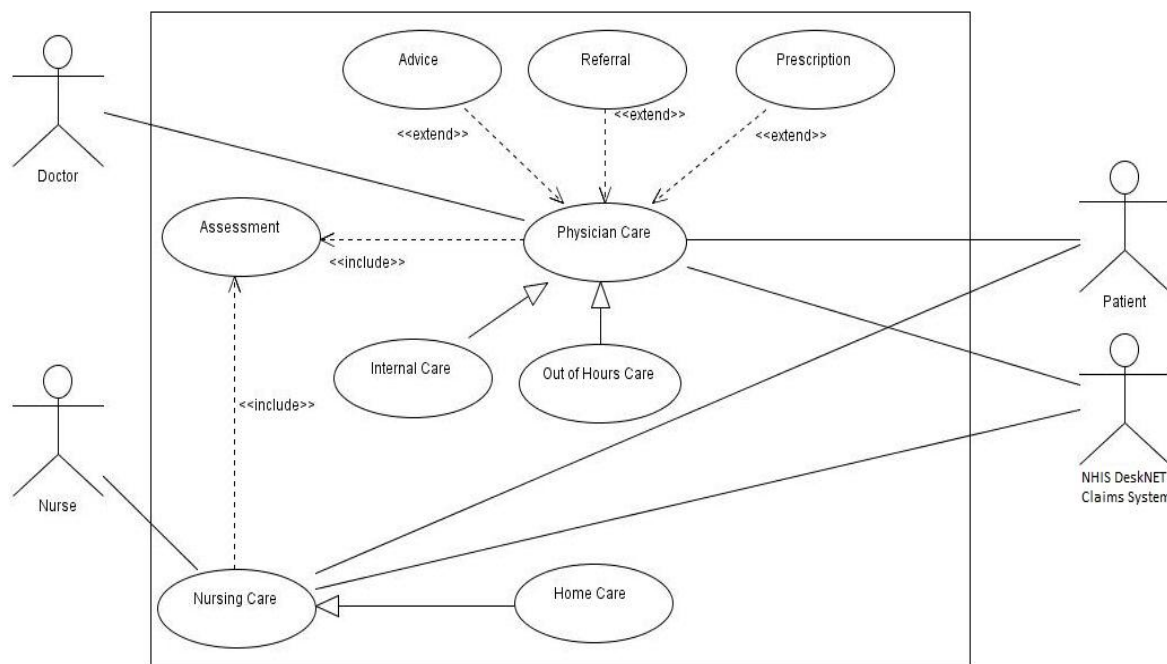 Advice
Referral
Prescription
<<extend>>
<<extend>>
<<extend>>
Doctor
Assessment
Physician Care
<<include>>
Patient
Internal Care
Out of Hours Care
<<include>>
NHIS DeskNET
Claims System
Nurse
Nursing Care
Home Care